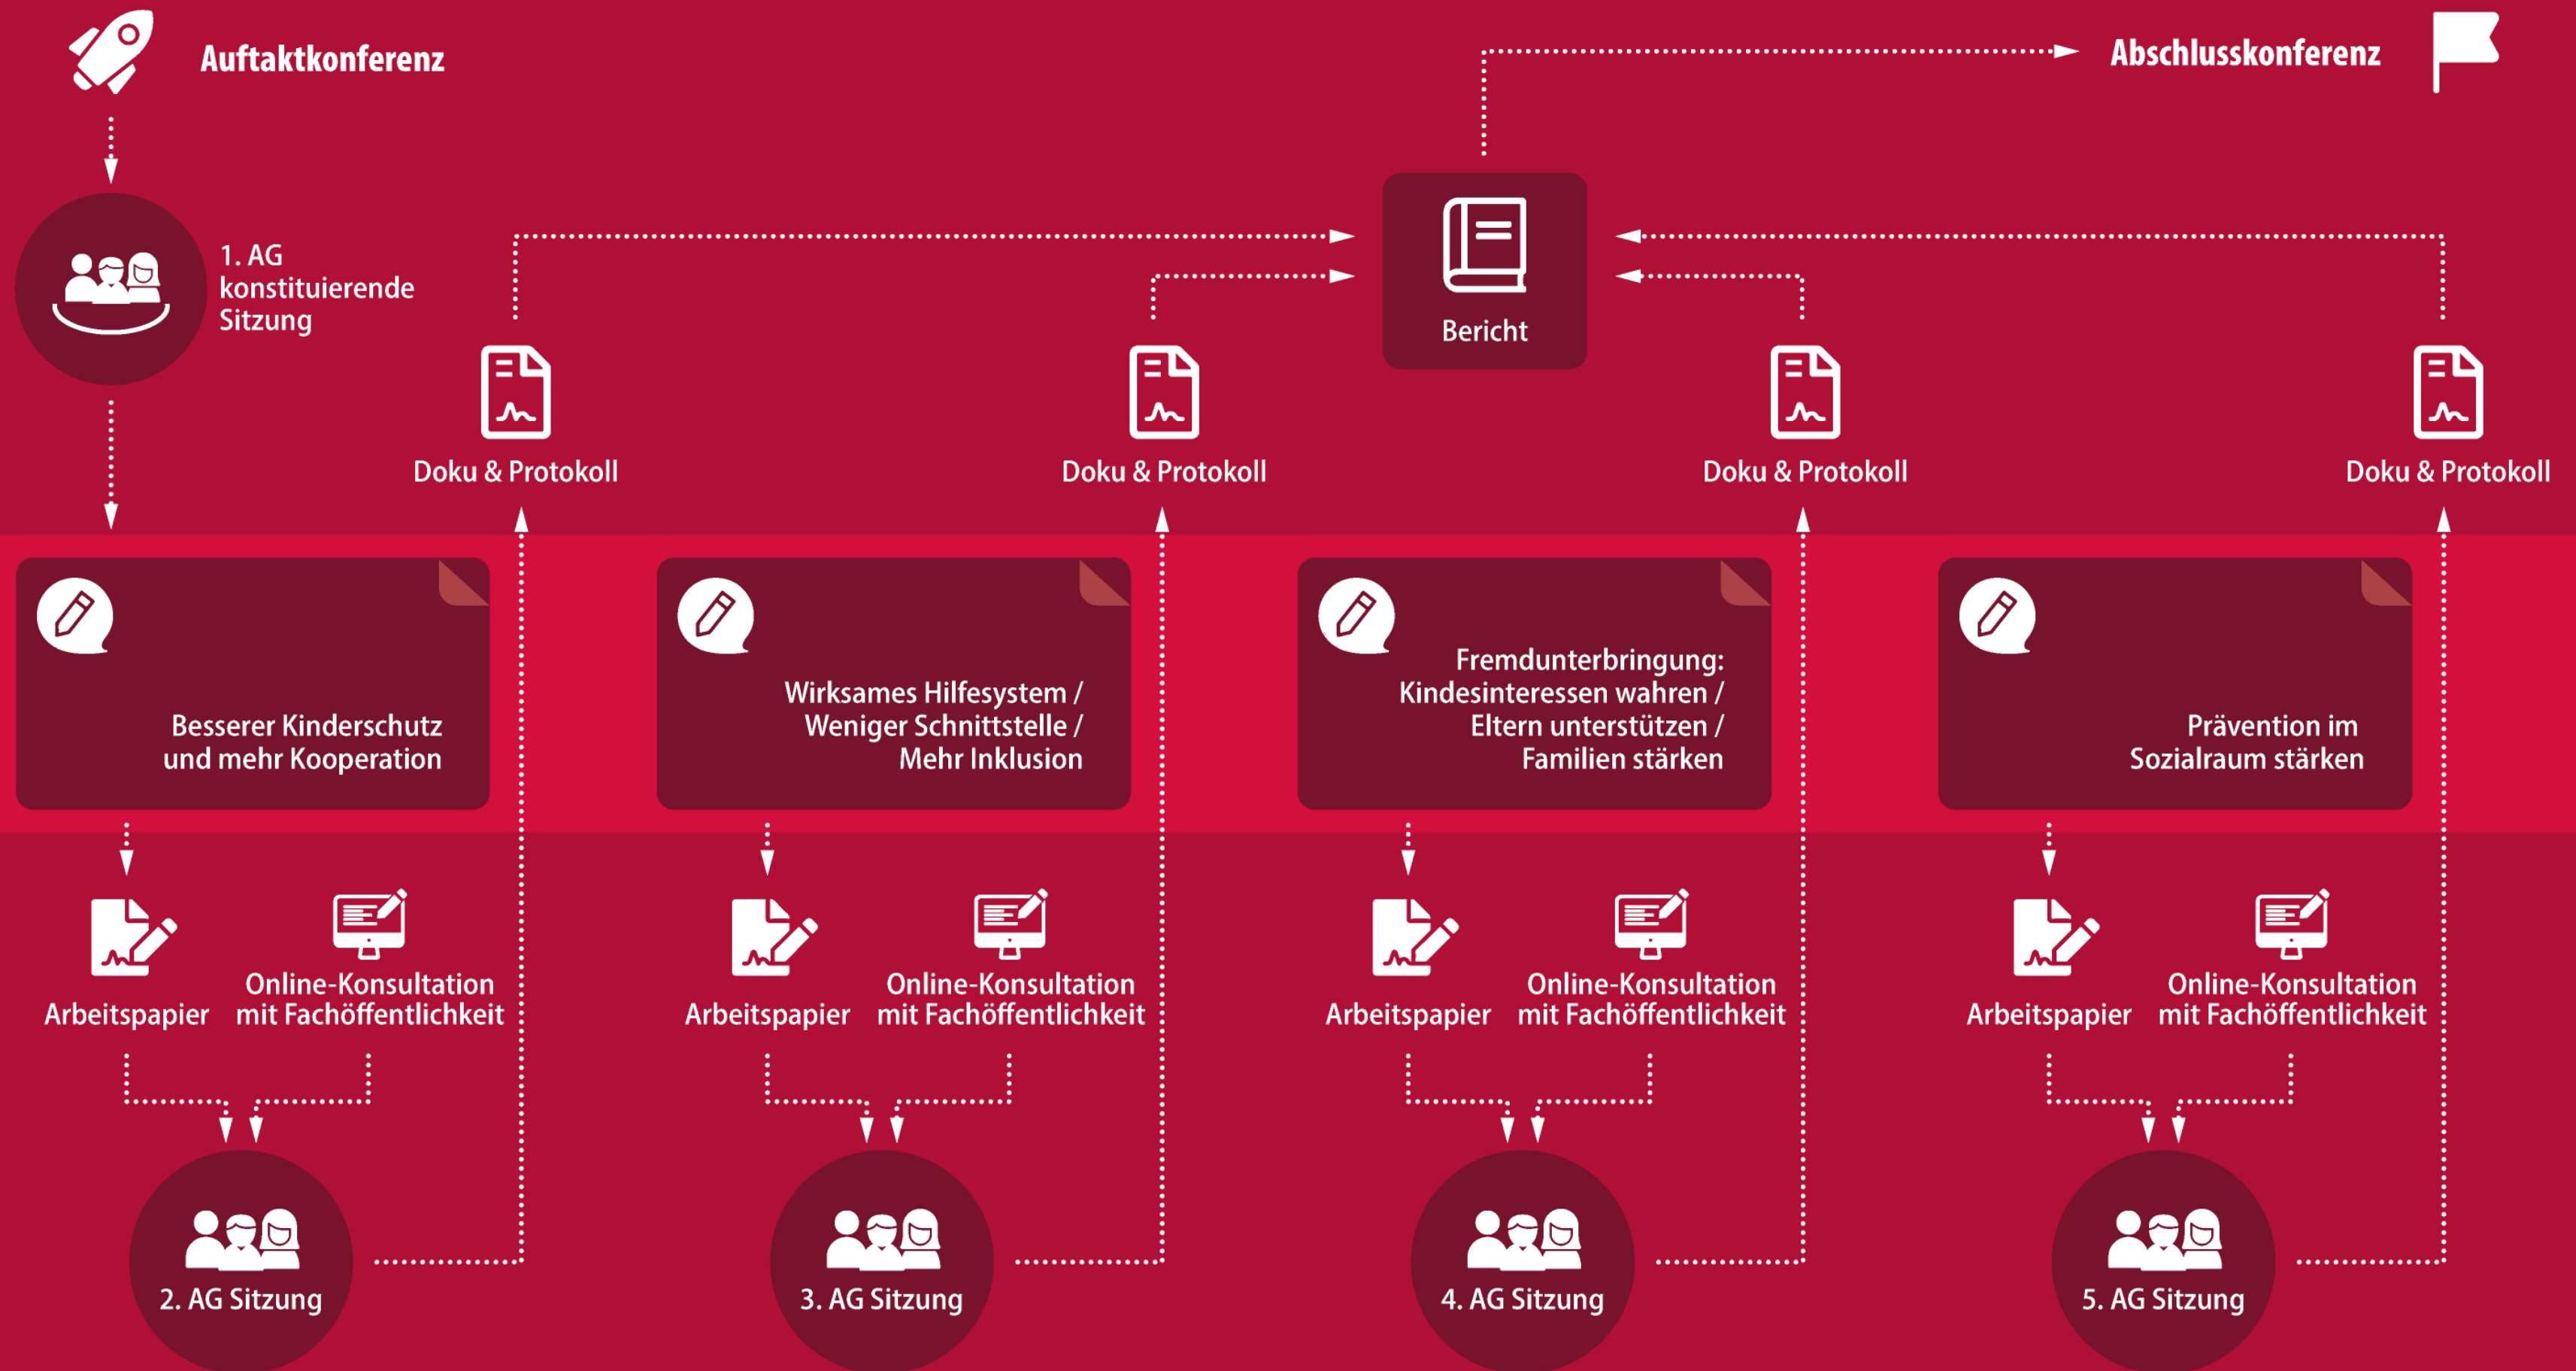 Auftaktkonferenz
Abschlusskonferenz
1. AG
konstituierende
Sitzung
Bericht
Doku & Protokoll
Doku & Protokoll
Doku & Protokoll
Doku & Protokoll
Besserer Kinderschutz
und mehr Kooperation
Wirksames Hilfesystem /
Weniger Schnittstelle /
Mehr Inklusion
Fremdunterbringung:
Kindesinteressen wahren /
Eltern unterstützen /
Familien stärken
Prävention im
Sozialraum stärken
Arbeitspapier
Online-Konsultation
mit Fachöffentlichkeit
Arbeitspapier
Online-Konsultation
mit Fachöffentlichkeit
Arbeitspapier
Online-Konsultation
mit Fachöffentlichkeit
Arbeitspapier
Online-Konsultation
mit Fachöffentlichkeit
2. AG Sitzung
3. AG Sitzung
4. AG Sitzung
5. AG Sitzung